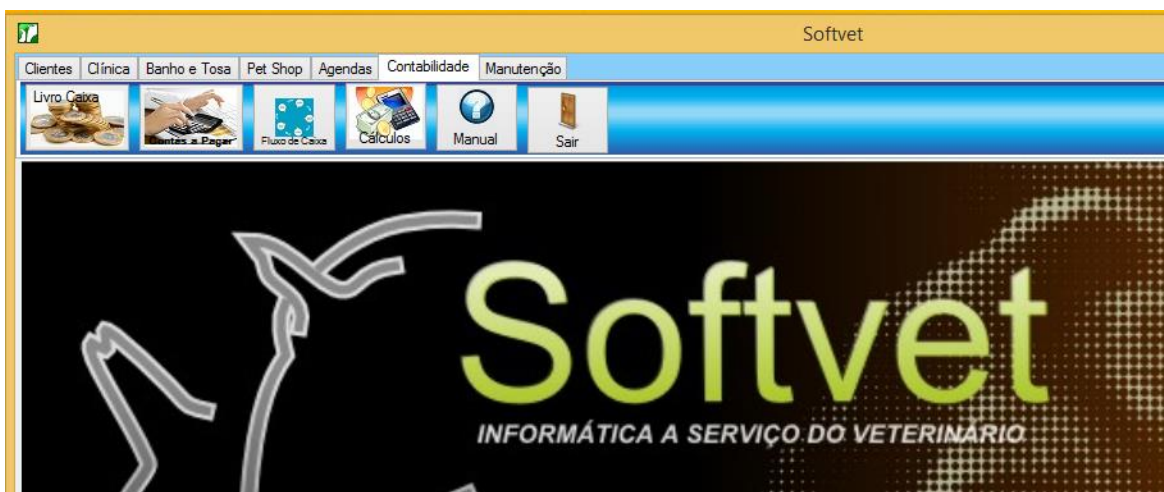 Softvet
Clientes Clínica Banho e Tosa Pet Shop Agendas Contabilidade Manutenção
Livro Caixa Contas a Pagar Fluxo de Caixa Cálculos Manual Sair
Softvet
INFORMÁTICA A SERVIÇO DO VETERINÁRIO